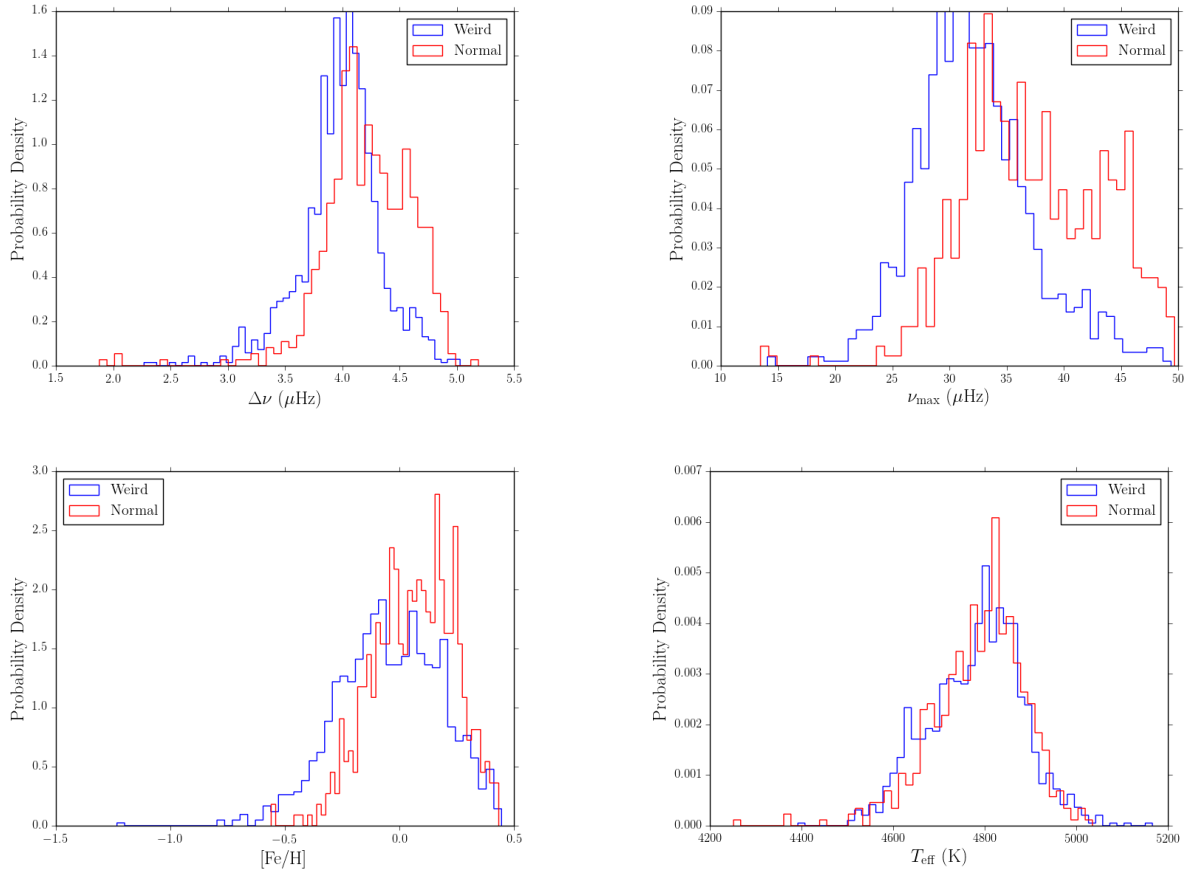 1.6
1.4
1.2
1.0
0.8
0.6
0.4
0.2
0.0
Probability Density
1.5 2.0 2.5 3.0 3.5 4.0 4.5 5.0 5.5
Δν (μHz)
Weird
Normal
0.09
0.08
0.07
0.06
0.05
0.04
0.03
0.02
0.01
0.00
Probability Density
10 15 20 25 30 35 40 45 50
ν_max (μHz)
Weird
Normal
3.0
2.5
2.0
1.5
1.0
0.5
0.0
Probability Density
−1.5 −1.0 −0.5 0.0 0.5
[Fe/H]
Weird
Normal
0.007
0.006
0.005
0.004
0.003
0.002
0.001
0.000
Probability Density
4200 4400 4600 4800 5000 5200
T_eff (K)
Weird
Normal